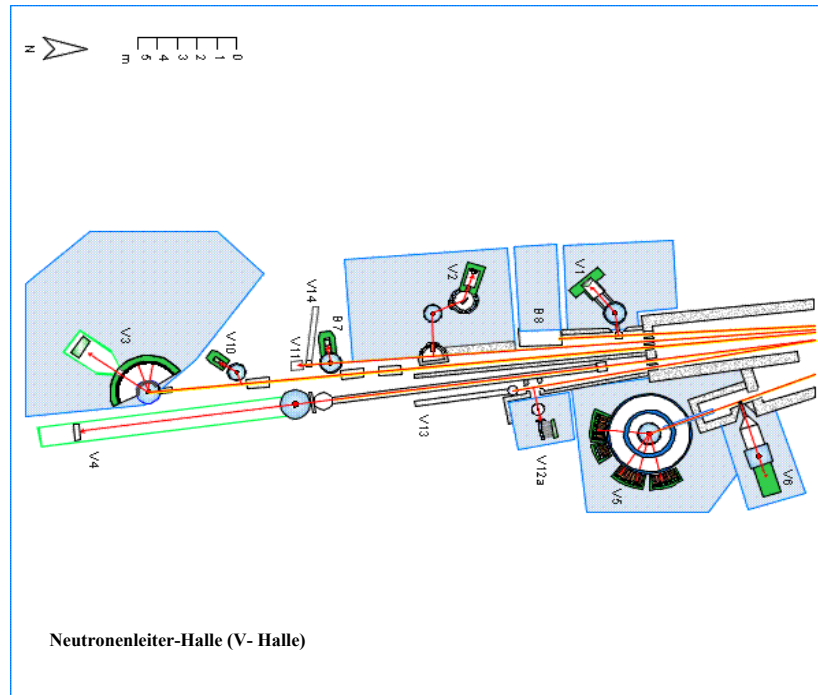 N
m 5 4 3 2 1 0
V1
V2
B8
V14
B7
V3
V10
V11
V4
V13
V12a
V5
V6
Neutronenleiter-Halle (V- Halle)